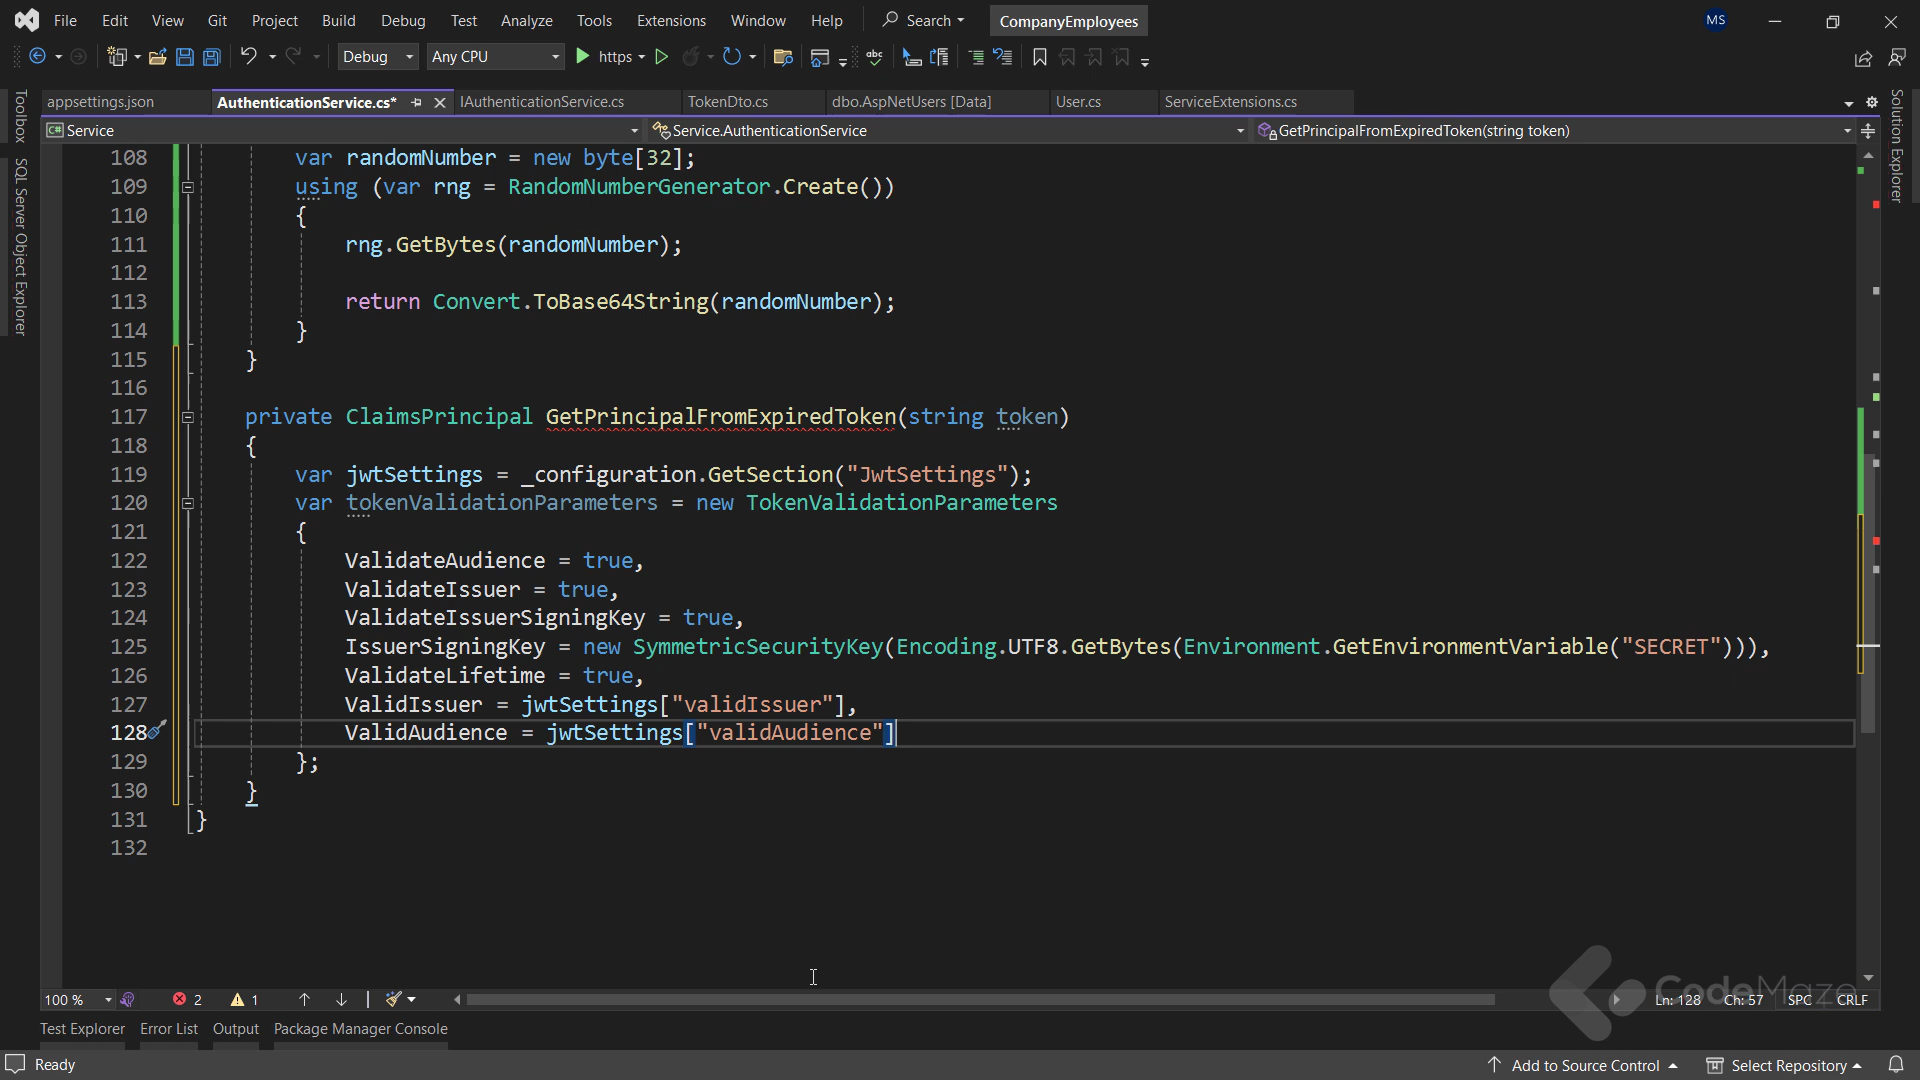 File Edit View Git Project Build Debug Test Analyze Tools Extensions Window Help Search CompanyEmployees MS
Debug Any CPU https abc
appsettings.json AuthenticationService.cs* IAuthenticationService.cs TokenDto.cs dbo.AspNetUsers [Data] User.cs ServiceExtensions.cs
C# Service Service.AuthenticationService GetPrincipalFromExpiredToken(string token)
Toolbox
SQL Server Object Explorer
Solution Explorer
108 var randomNumber = new byte[32];
109 using (var rng = RandomNumberGenerator.Create())
110 {
111 rng.GetBytes(randomNumber);
112
113 return Convert.ToBase64String(randomNumber);
114 }
115 }
116
117 private ClaimsPrincipal GetPrincipalFromExpiredToken(string token)
118 {
119 var jwtSettings = _configuration.GetSection("JwtSettings");
120 var tokenValidationParameters = new TokenValidationParameters
121 {
122 ValidateAudience = true,
123 ValidateIssuer = true,
124 ValidateIssuerSigningKey = true,
125 IssuerSigningKey = new SymmetricSecurityKey(Encoding.UTF8.GetBytes(Environment.GetEnvironmentVariable("SECRET"))),
126 ValidateLifetime = true,
127 ValidIssuer = jwtSettings["validIssuer"],
128 ValidAudience = jwtSettings["validAudience"]
129 };
130 }
131 }
132
CodeMaze
100 % 2 1 Ln: 128 Ch: 57 SPC CRLF
Test Explorer Error List Output Package Manager Console
Ready Add to Source Control Select Repository